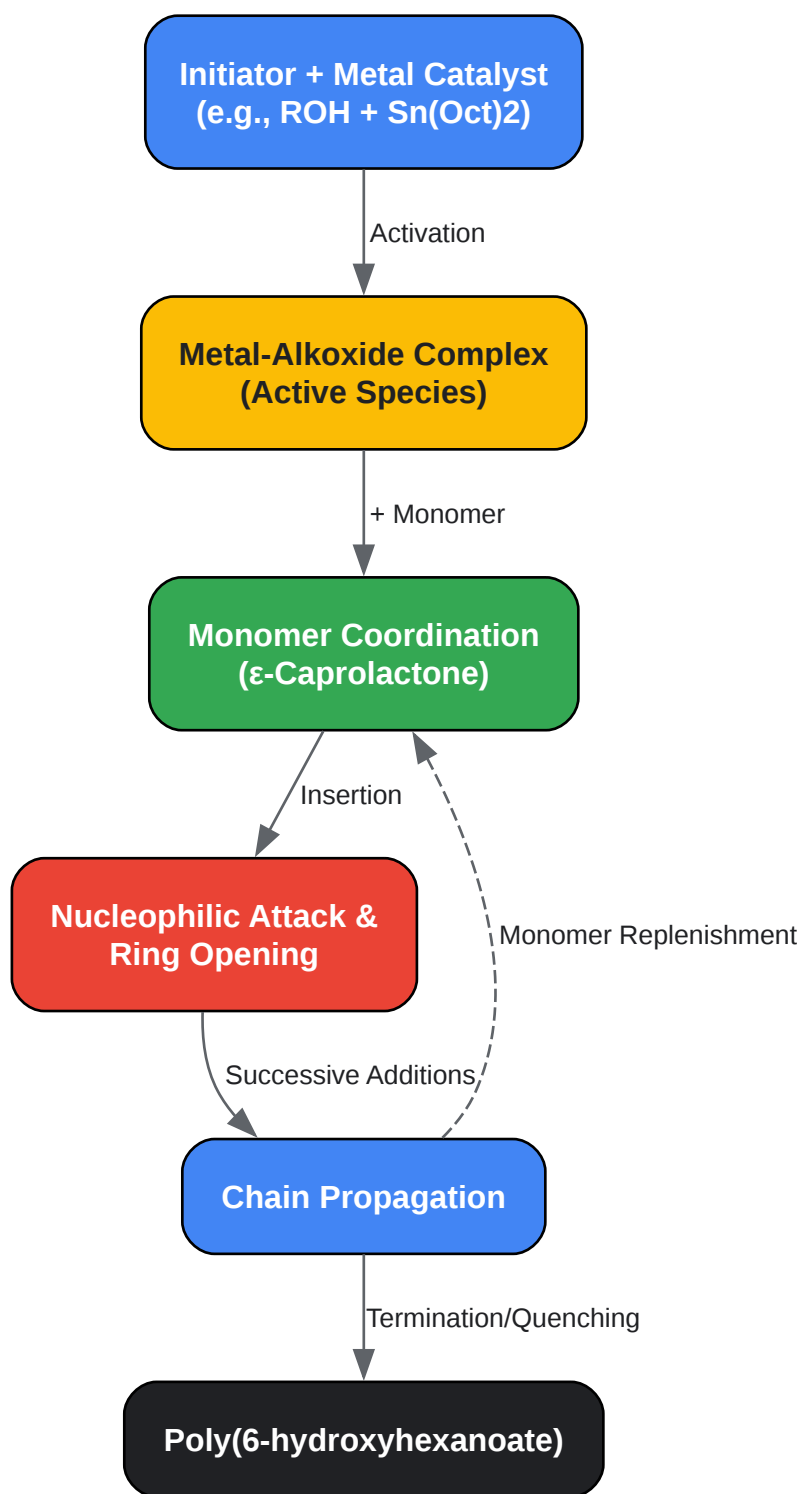 Initiator + Metal Catalyst
(e.g., ROH + Sn(Oct)2)
Activation
Metal-Alkoxide Complex
(Active Species)
+ Monomer
Monomer Coordination
(ε-Caprolactone)
Insertion
Nucleophilic Attack &
Ring Opening
Monomer Replenishment
Successive Additions
Chain Propagation
Termination/Quenching
Poly(6-hydroxyhexanoate)